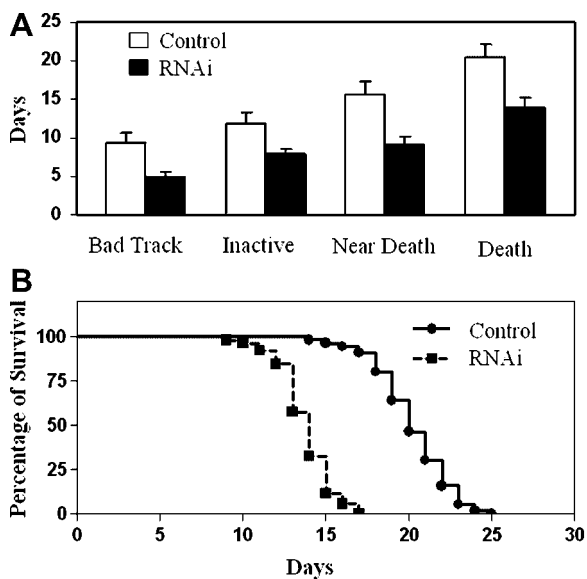 A
Control
RNAi
Days
25
20
15
10
5
0
Bad Track Inactive Near Death Death
B
Control
RNAi
Percentage of Survival
100
75
50
25
0
0 5 10 15 20 25 30
Days